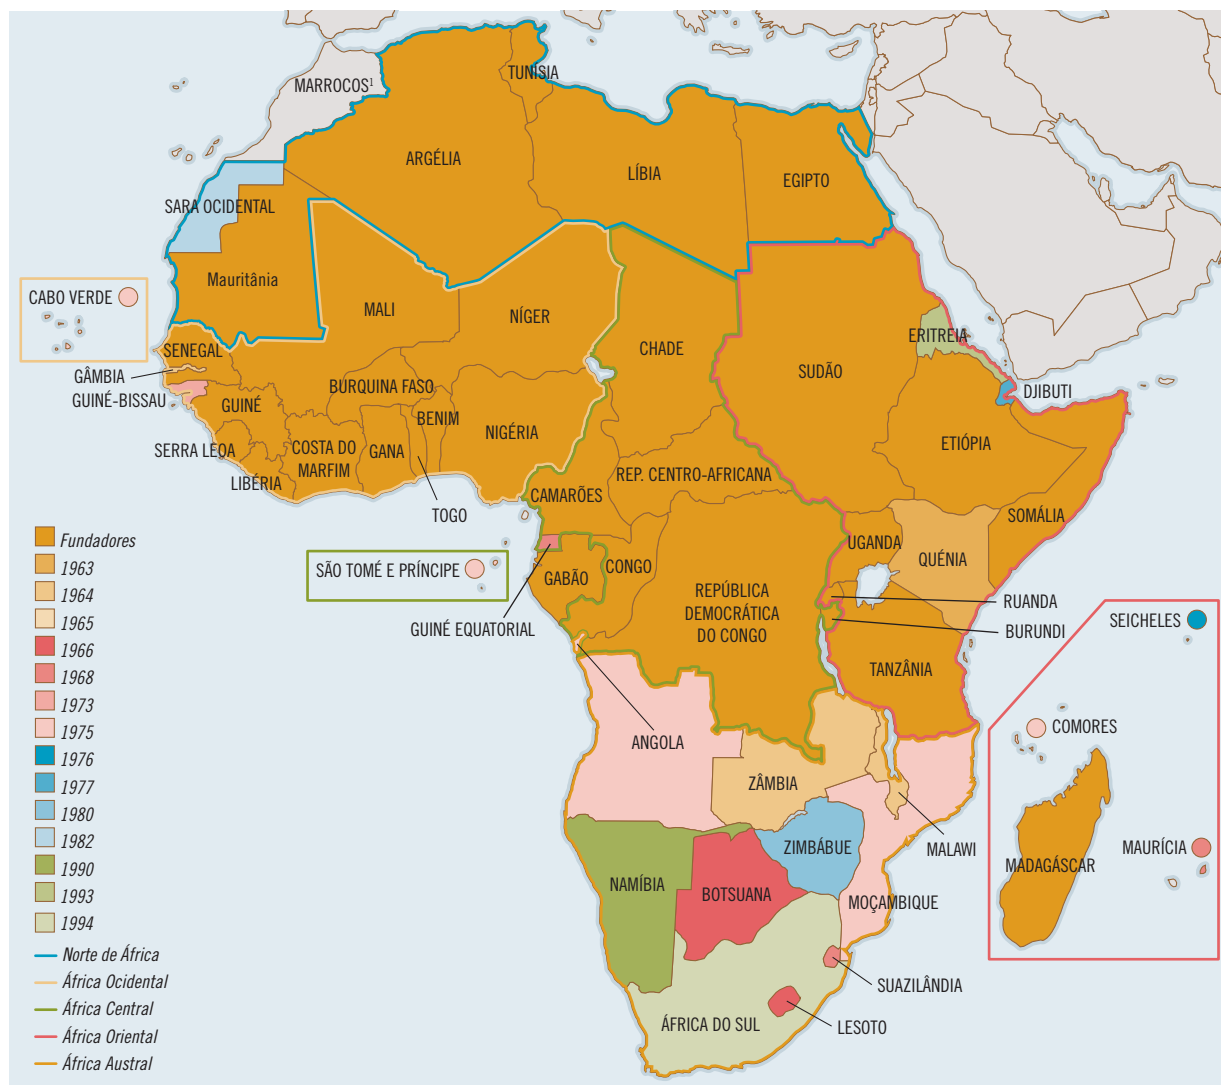 TUNÍSIA
MARROCOS¹
ARGÉLIA
LÍBIA
EGIPTO
SARA OCIDENTAL
Mauritânia
CABO VERDE
MALI
NÍGER
CHADE
SUDÃO
ERITREIA
DJIBUTI
SENEGAL
GÂMBIA
GUINÉ-BISSAU
GUINÉ
BURQUINA FASO
BENIM
NIGÉRIA
ETIÓPIA
SERRA LEOA
COSTA DO
MARFIM
GANA
LIBÉRIA
TOGO
CAMARÕES
REP. CENTRO-AFRICANA
SOMÁLIA
UGANDA
QUÉNIA
SÃO TOMÉ E PRÍNCIPE
GABÃO
CONGO
REPÚBLICA
DEMOCRÁTICA
DO CONGO
RUANDA
BURUNDI
GUINÉ EQUATORIAL
TANZÂNIA
SEICHELES
ANGOLA
COMORES
ZÂMBIA
MALAWI
ZIMBÁBUE
MAURÍCIA
MADAGÁSCAR
NAMÍBIA
BOTSUANA
MOÇAMBIQUE
SUAZILÂNDIA
ÁFRICA DO SUL
LESOTO
Fundadores
1963
1964
1965
1966
1968
1973
1975
1976
1977
1980
1982
1990
1993
1994
Norte de África
África Ocidental
África Central
África Oriental
África Austral